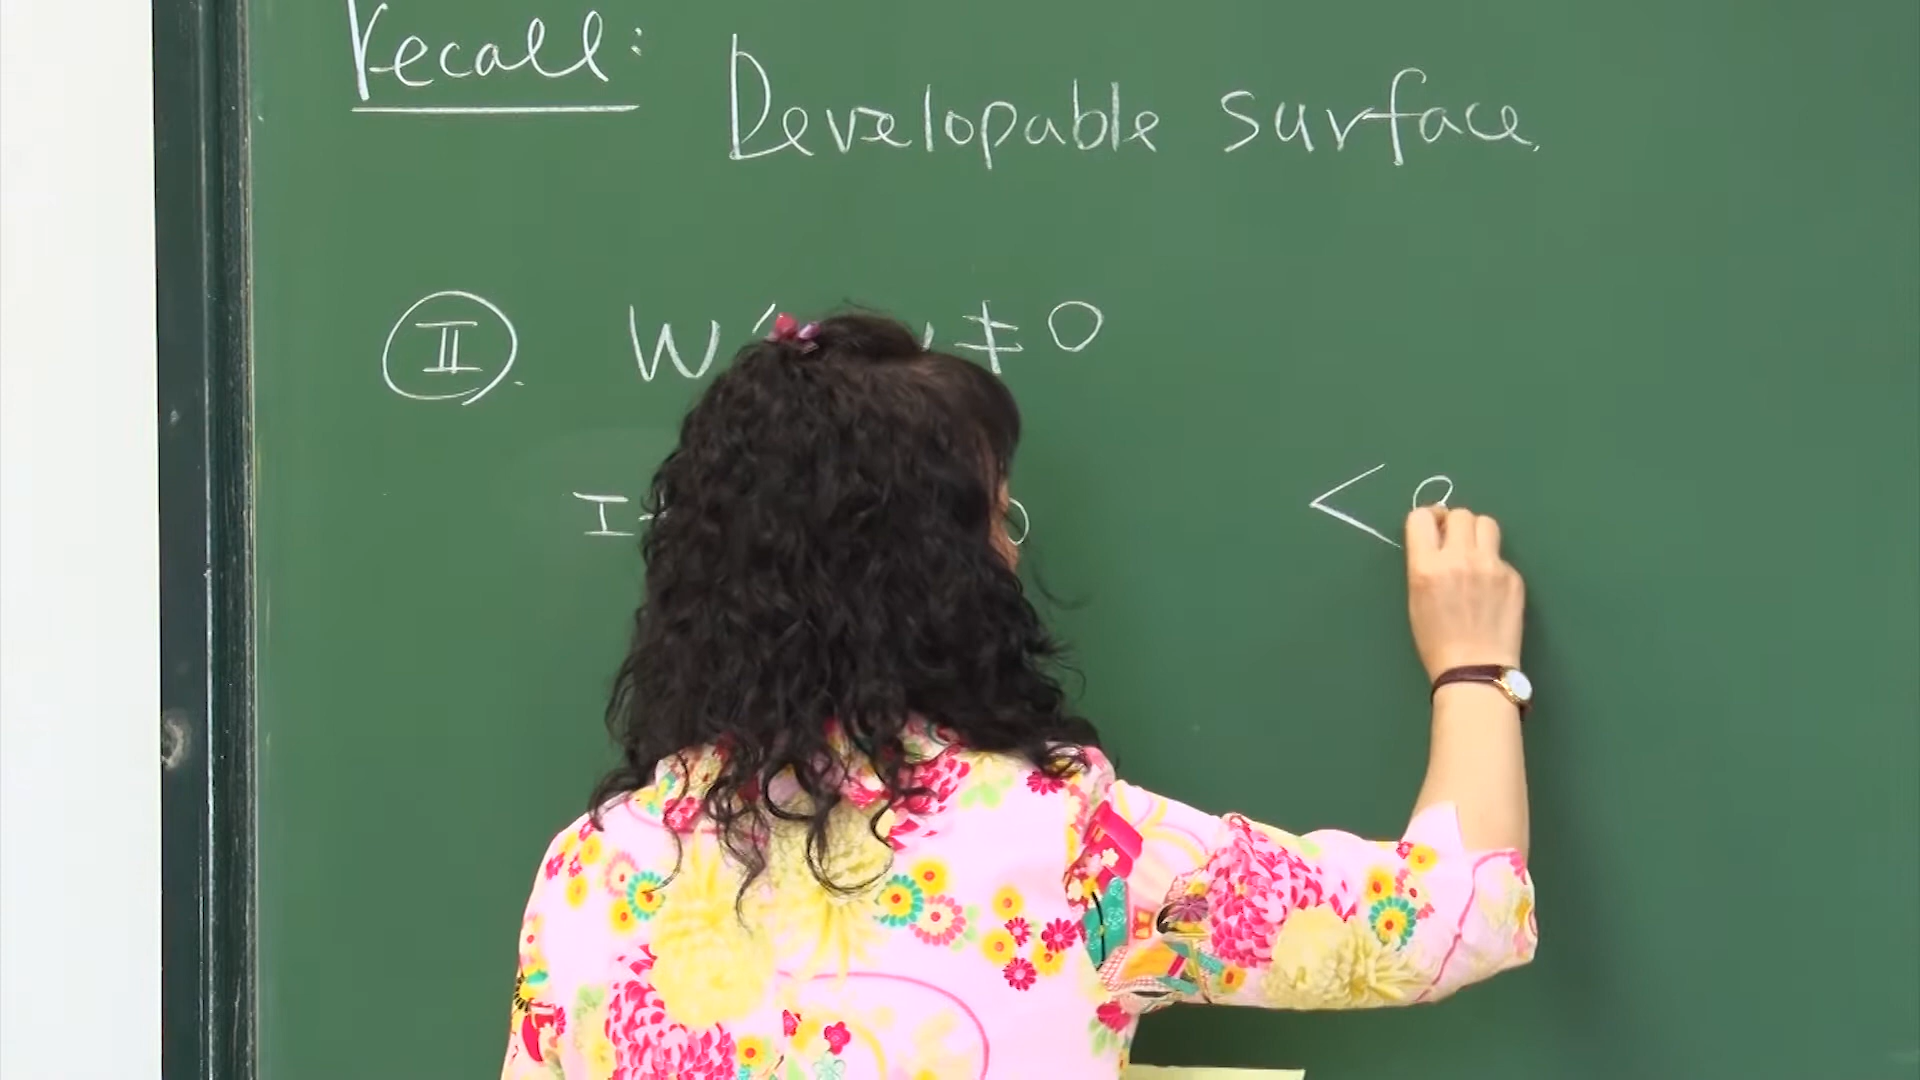 Recall:
Developable surface.
II. W' ≠ 0
I
<